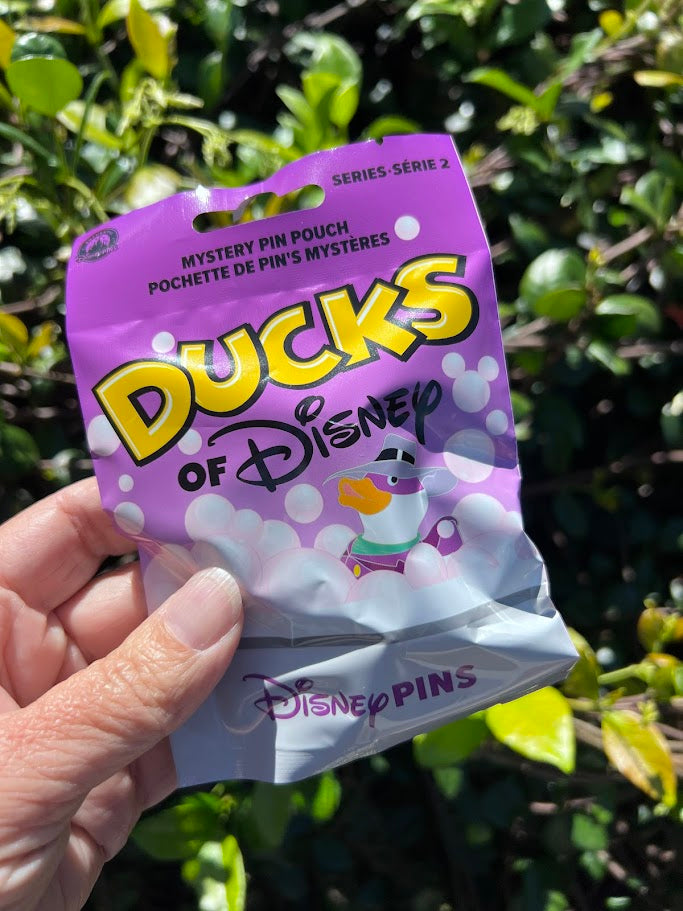 SERIES·SÉRIE 2
MYSTERY PIN POUCH
POCHETTE DE PIN'S MYSTÈRES
DUCKS
OF DISNEY
DISNEY PINS